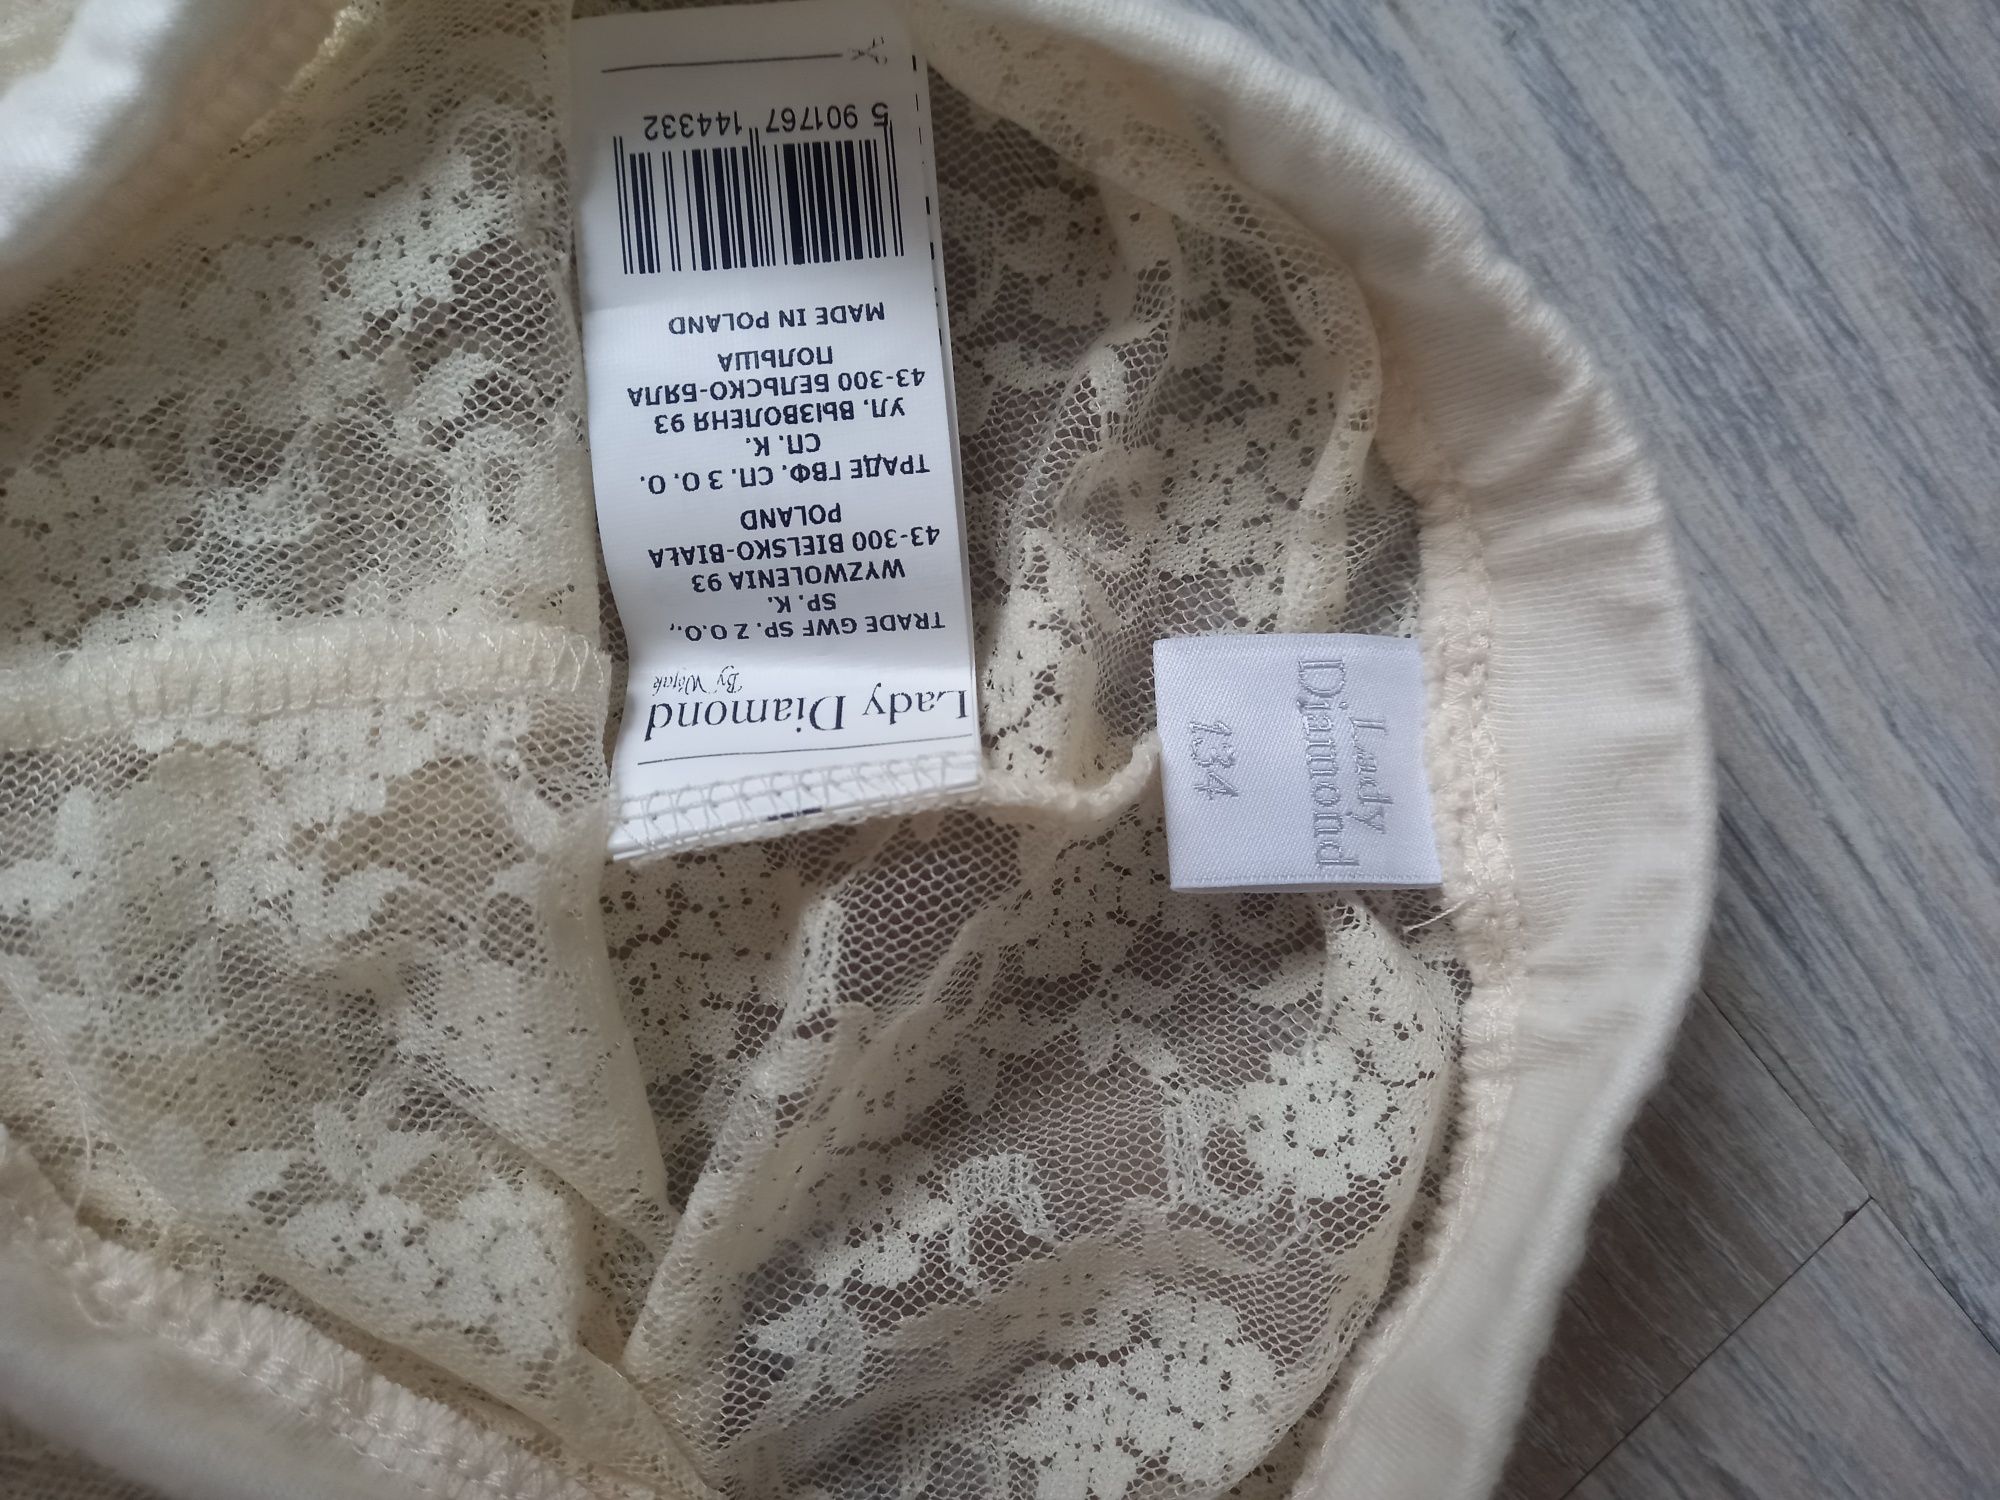 Lady Diamond
By Wójcik
TRADE GWF SP. Z O.O.,
SP. K.
WYZWOLENIA 93
43-300 BIELSKO-BIAŁA
POLAND
ТРАДЕ ГВФ. СП. З О.О.
СП. К.
УЛ. ВЫЗВОЛЕНЯ 93
43-300 БЕЛЬСКО-БЯЛА
ПОЛЬША
MADE IN POLAND
5 901767 144332
Lady
Diamond
134